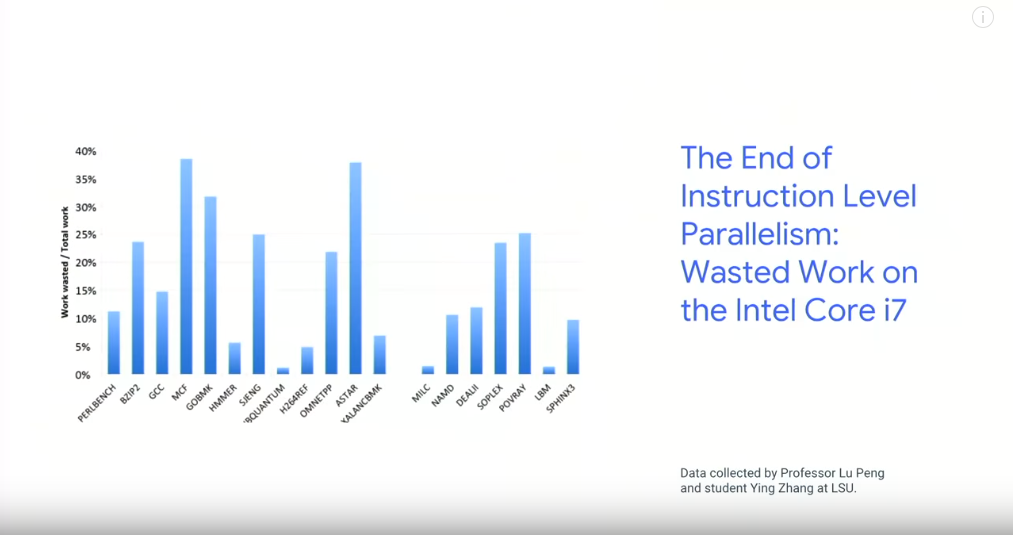 The End of
Instruction Level
Parallelism:
Wasted Work on
the Intel Core i7
Work wasted / Total work
40%
35%
30%
25%
20%
15%
10%
5%
0%
PERLBENCH
BZIP2
GCC
MCF
GOBMK
HMMER
SJENG
BQUANTUM
H264REF
OMNETPP
ASTAR
XALANCBMK
MILC
NAMD
DEALII
SOPLEX
POVRAY
LBM
SPHINX3
Data collected by Professor Lu Peng
and student Ying Zhang at LSU.